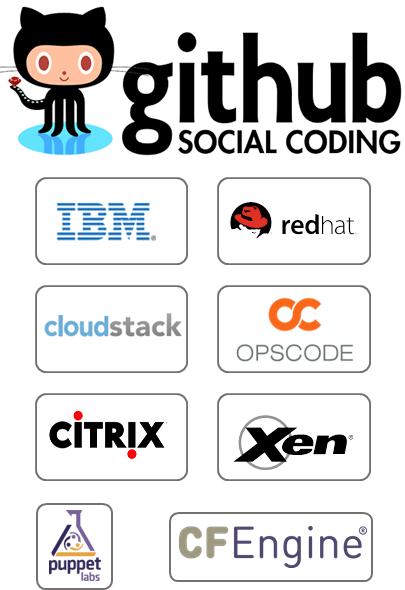 github
SOCIAL CODING
IBM®
redhat.
cloudstack
OPSCODE
CiTRIX
Xen®
puppet
labs
CFEngine®